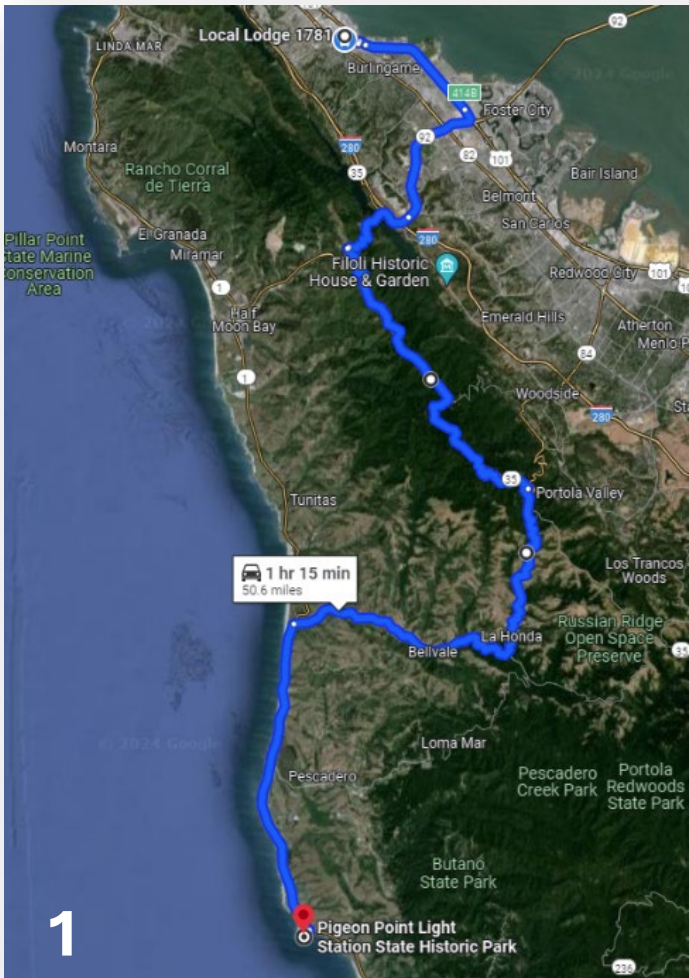 Local Lodge 1781
LINDA MAR
Burlingame
92
414B
Foster City
280
92
35
82
101
Montara
Rancho Corral
de Tierra
Bair Island
Belmont
San Carlos
El Granada
Miramar
Pillar Point
State Marine
Conservation
Area
280
Filoli Historic
House & Garden
Redwood City
101
1
Half
Moon Bay
Emerald Hills
Atherton
Menlo P
1
84
Woodside
Sta
280
35
Portola Valley
Tunitas
1 hr 15 min
50.6 miles
Los Trancos
Woods
La Honda
Russian Ridge
Open Space
Preserve
35
Bellvale
Loma Mar
Pescadero
Pescadero
Creek Park
Portola
Redwoods
State Park
Butano
State Park
Pigeon Point Light
Station State Historic Park
236
1